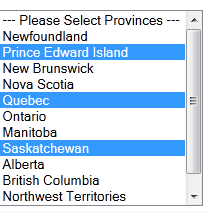 --- Please Select Provinces ---
Newfoundland
Prince Edward Island
New Brunswick
Nova Scotia
Quebec
Ontario
Manitoba
Saskatchewan
Alberta
British Columbia
Northwest Territories